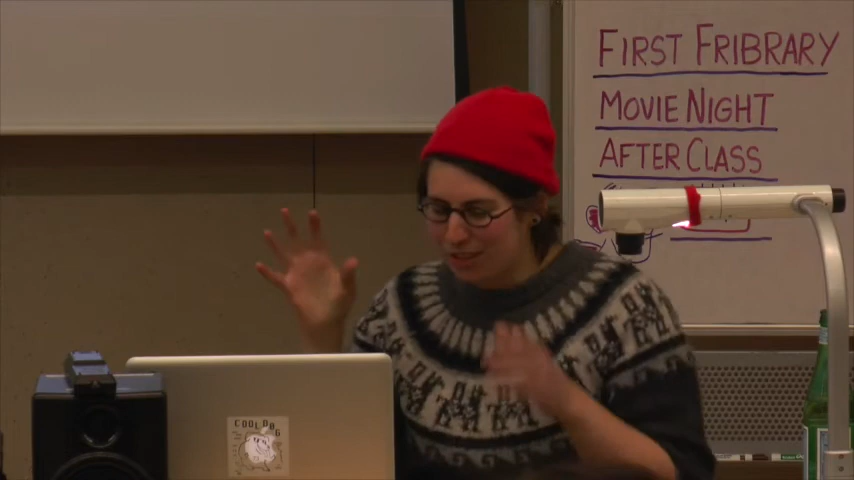 FIRST FRIBRARY
MOVIE NIGHT
AFTER CLASS
COOL DOG